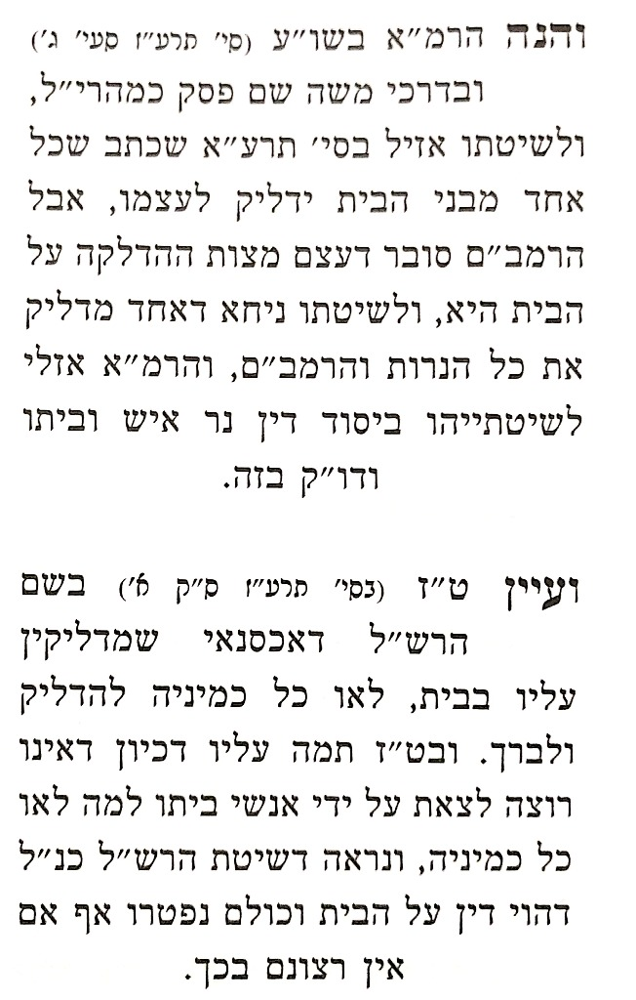 והנה הרמ״א בשו״ע (סי׳ תרע״ז סעי׳ ג׳)
ובדרכי משה שם פסק כמהרי״ל,
ולשיטתו אזיל בסי׳ תרע״א שכתב שכל
אחד מבני הבית ידליק לעצמו, אבל
הרמב״ם סובר דעצם מצות ההדלקה על
הבית היא, ולשיטתו ניחא דאחד מדליק
את כל הנרות והרמב״ם, והרמ״א אזלי
לשיטתייהו ביסוד דין נר איש וביתו
ודו״ק בזה.
ועיין ט״ז (בסי׳ תרע״ז ס״ק א׳) בשם
הרש״ל דאכסנאי שמדליקין
עליו בבית, לאו כל כמיניה להדליק
ולברך. ובט״ז תמה עליו דכיון דאינו
רוצה לצאת על ידי אנשי ביתו למה לאו
כל כמיניה, ונראה דשיטת הרש״ל כנ״ל
דהוי דין על הבית וכולם נפטרו אף אם
אין רצונם בכך.